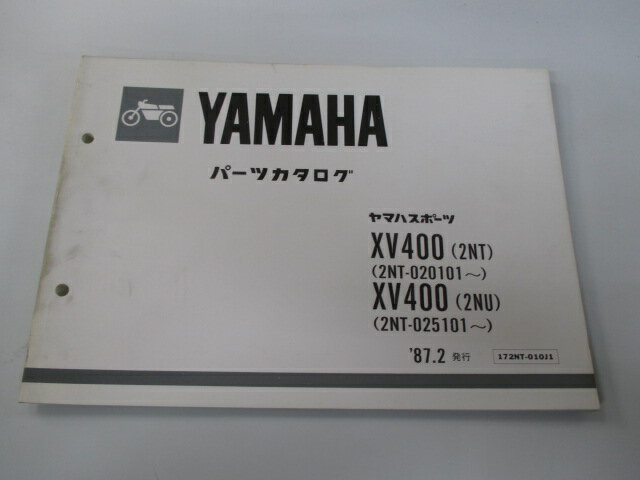 YAMAHA
パーツカタログ
ヤマハスポーツ
XV400 (2NT)
(2NT-020101~)
XV400 (2NU)
(2NT-025101~)
'87.2 発行 172NT-010J1